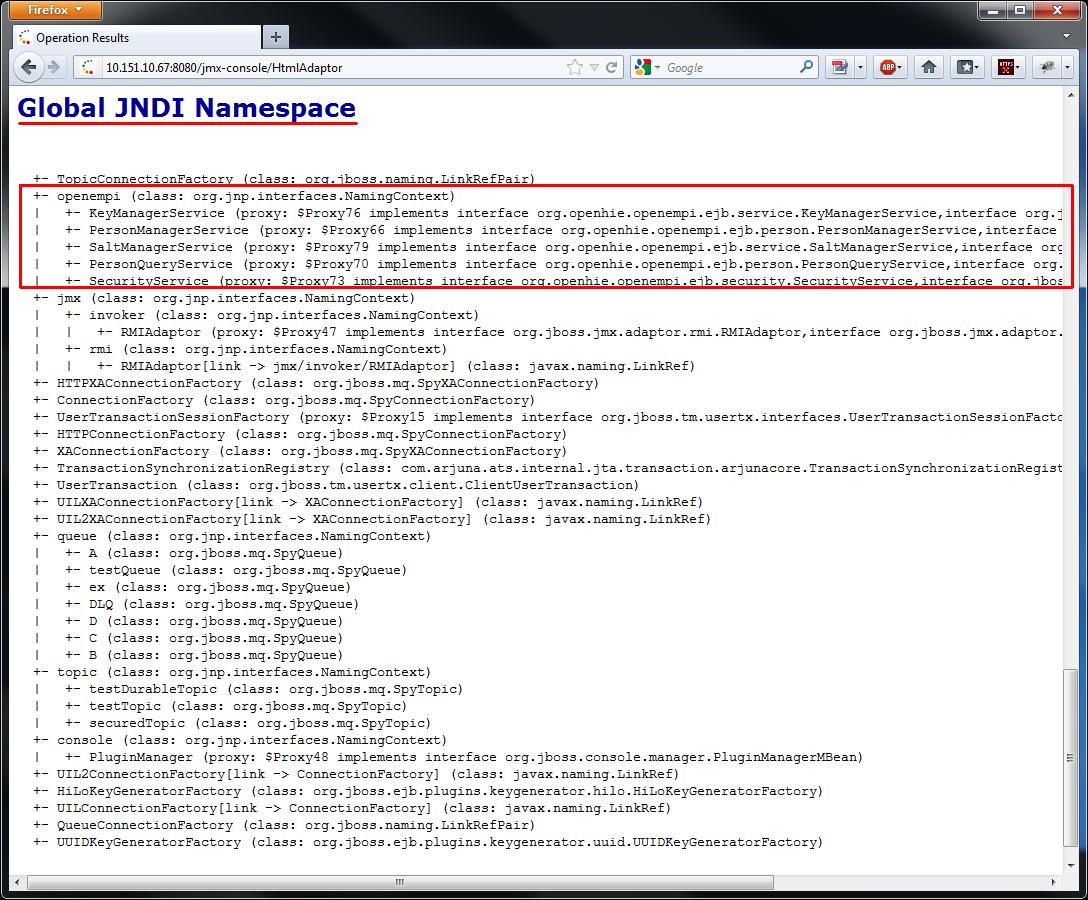 Firefox
Operation Results
10.151.10.67:8080/jmx-console/HtmlAdaptor
Google
ABP
Global JNDI Namespace
+- TopicConnectionFactory (class: org.jboss.naming.LinkRefPair)
+- openempi (class: org.jnp.interfaces.NamingContext)
|   +- KeyManagerService (proxy: $Proxy76 implements interface org.openhie.openempi.ejb.service.KeyManagerService,interface org.j
|   +- PersonManagerService (proxy: $Proxy66 implements interface org.openhie.openempi.ejb.person.PersonManagerService,interface
|   +- SaltManagerService (proxy: $Proxy79 implements interface org.openhie.openempi.ejb.service.SaltManagerService,interface org
|   +- PersonQueryService (proxy: $Proxy70 implements interface org.openhie.openempi.ejb.person.PersonQueryService,interface org.
|   +- SecurityService (proxy: $Proxy73 implements interface org.openhie.openempi.ejb.security.SecurityService,interface org.jbos
+- jmx (class: org.jnp.interfaces.NamingContext)
|   +- invoker (class: org.jnp.interfaces.NamingContext)
|   |   +- RMIAdaptor (proxy: $Proxy47 implements interface org.jboss.jmx.adaptor.rmi.RMIAdaptor,interface org.jboss.jmx.adaptor.
|   +- rmi (class: org.jnp.interfaces.NamingContext)
|   |   +- RMIAdaptor[link -> jmx/invoker/RMIAdaptor] (class: javax.naming.LinkRef)
+- HTTPXAConnectionFactory (class: org.jboss.mq.SpyXAConnectionFactory)
+- ConnectionFactory (class: org.jboss.mq.SpyConnectionFactory)
+- UserTransactionSessionFactory (proxy: $Proxy15 implements interface org.jboss.tm.usertx.interfaces.UserTransactionSessionFacto
+- HTTPConnectionFactory (class: org.jboss.mq.SpyConnectionFactory)
+- XAConnectionFactory (class: org.jboss.mq.SpyXAConnectionFactory)
+- TransactionSynchronizationRegistry (class: com.arjuna.ats.internal.jta.transaction.arjunacore.TransactionSynchronizationRegist
+- UserTransaction (class: org.jboss.tm.usertx.client.ClientUserTransaction)
+- UILXAConnectionFactory[link -> XAConnectionFactory] (class: javax.naming.LinkRef)
+- UIL2XAConnectionFactory[link -> XAConnectionFactory] (class: javax.naming.LinkRef)
+- queue (class: org.jnp.interfaces.NamingContext)
|   +- A (class: org.jboss.mq.SpyQueue)
|   +- testQueue (class: org.jboss.mq.SpyQueue)
|   +- ex (class: org.jboss.mq.SpyQueue)
|   +- DLQ (class: org.jboss.mq.SpyQueue)
|   +- D (class: org.jboss.mq.SpyQueue)
|   +- C (class: org.jboss.mq.SpyQueue)
|   +- B (class: org.jboss.mq.SpyQueue)
+- topic (class: org.jnp.interfaces.NamingContext)
|   +- testDurableTopic (class: org.jboss.mq.SpyTopic)
|   +- testTopic (class: org.jboss.mq.SpyTopic)
|   +- securedTopic (class: org.jboss.mq.SpyTopic)
+- console (class: org.jnp.interfaces.NamingContext)
|   +- PluginManager (proxy: $Proxy48 implements interface org.jboss.console.manager.PluginManagerMBean)
+- UIL2ConnectionFactory[link -> ConnectionFactory] (class: javax.naming.LinkRef)
+- HiLoKeyGeneratorFactory (class: org.jboss.ejb.plugins.keygenerator.hilo.HiLoKeyGeneratorFactory)
+- UILConnectionFactory[link -> ConnectionFactory] (class: javax.naming.LinkRef)
+- QueueConnectionFactory (class: org.jboss.naming.LinkRefPair)
+- UUIDKeyGeneratorFactory (class: org.jboss.ejb.plugins.keygenerator.uuid.UUIDKeyGeneratorFactory)